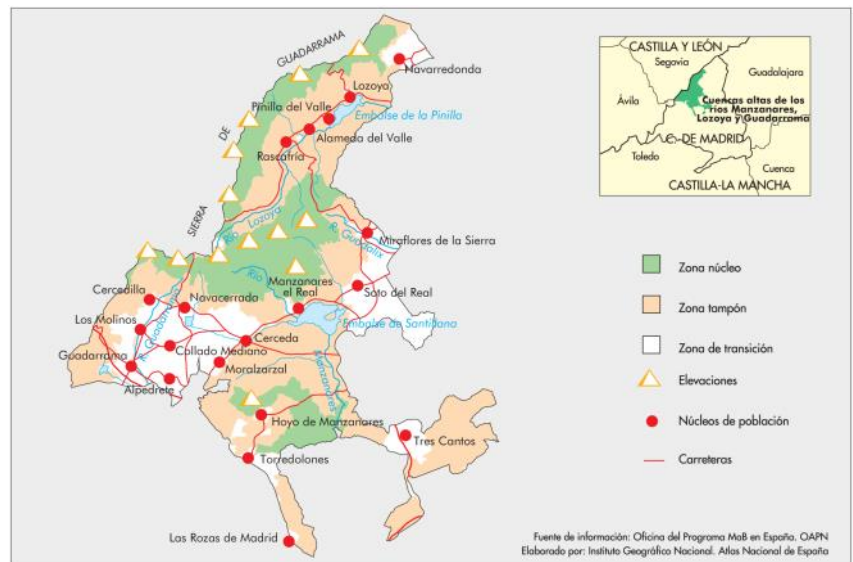 GUADARRAMA
DE
SIERRA
Navarredonda
Lozoya
Pinilla del Valle
Embalse de la Pinilla
Alameda del Valle
Rascafría
Río Lozoya
R. Guadalix
Miraflores de la Sierra
Río
Manzanares
el Real
Soto del Real
Cercedilla
Navacerrada
Los Molinos
R. Guadarrama
Embalse de Santillana
Cerceda
Guadarrama
Collado Mediano
Moralzarzal
Alpedrete
Manzanares
Hoyo de Manzanares
Tres Cantos
Torredolones
Las Rozas de Madrid
CASTILLA Y LEÓN
Segovia
Guadalajara
Ávila
Cuencas altas de los
ríos Manzanares,
Lozoya y Guadarrama
C. DE MADRID
Toledo
Cuenca
CASTILLA-LA MANCHA
Zona núcleo
Zona tampón
Zona de transición
Elevaciones
Núcleos de población
Carreteras
Fuente de información: Oficina del Programa MaB en España. OAPN
Elaborado por: Instituto Geográfico Nacional. Atlas Nacional de España